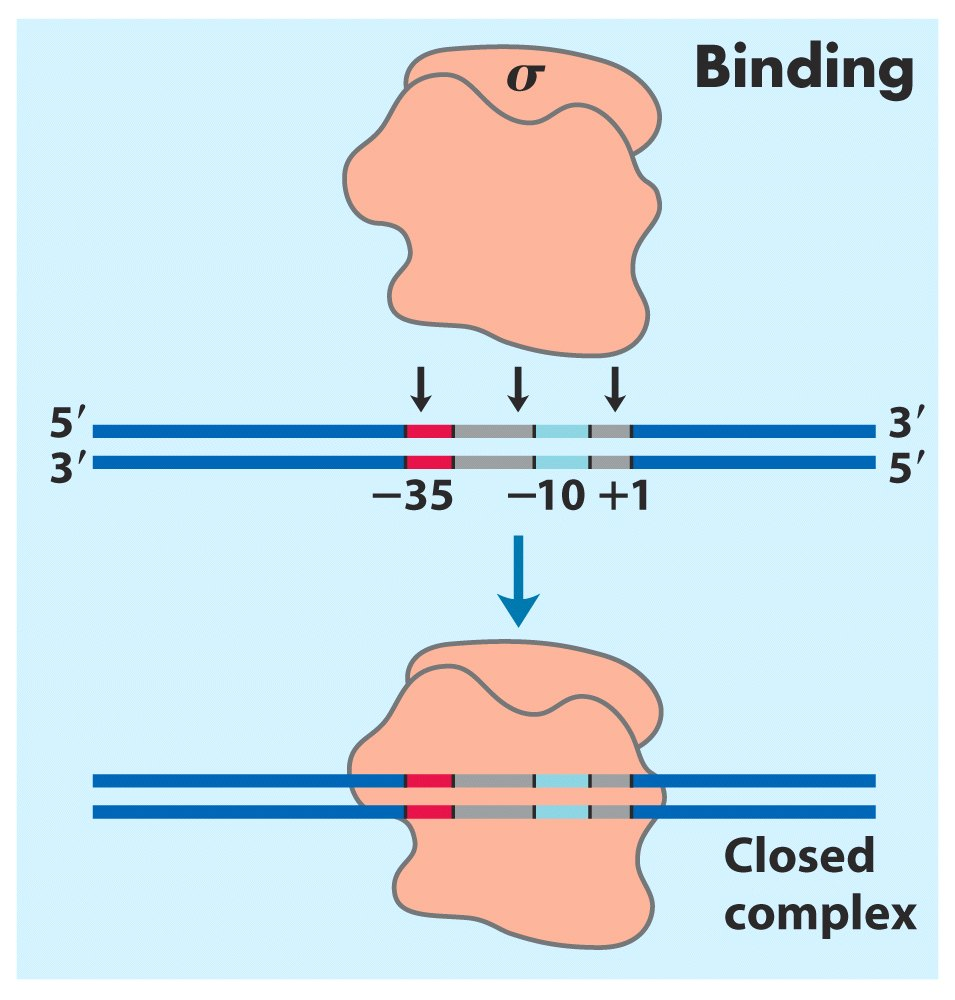 Binding
σ
5′ 3′
3′ 5′
−35 −10 +1
Closed
complex